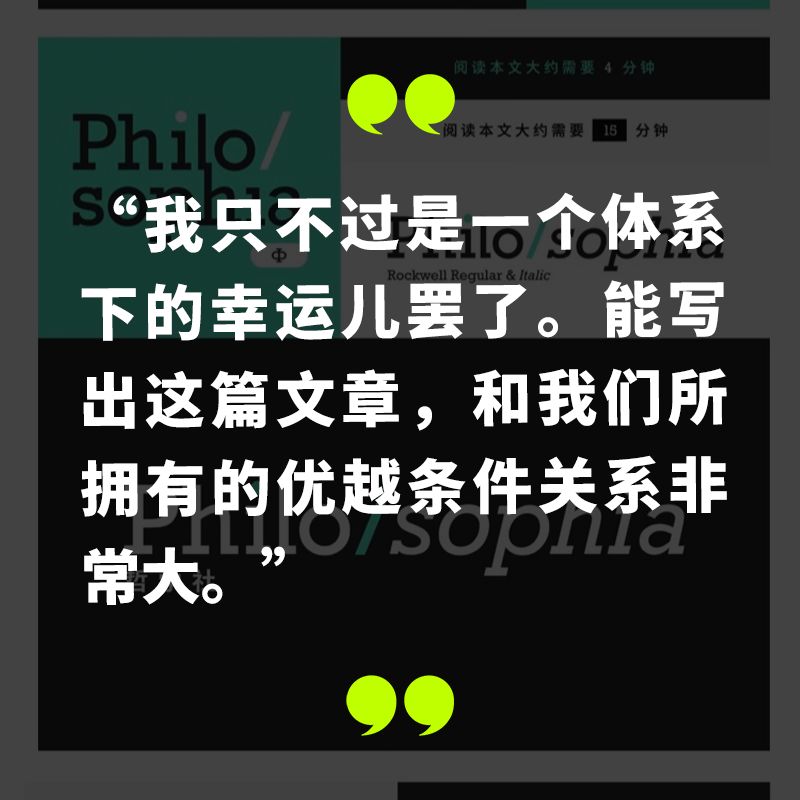 阅读本文大约需要 4 分钟
阅读本文大约需要 15 分钟
Philo/
sophia
Φ
Philo/sophia
Rockwell Regular & Italic
“我只不过是一个体系
下的幸运儿罢了。能写
出这篇文章，和我们所
拥有的优越条件关系非
常大。”
Philo/sophia